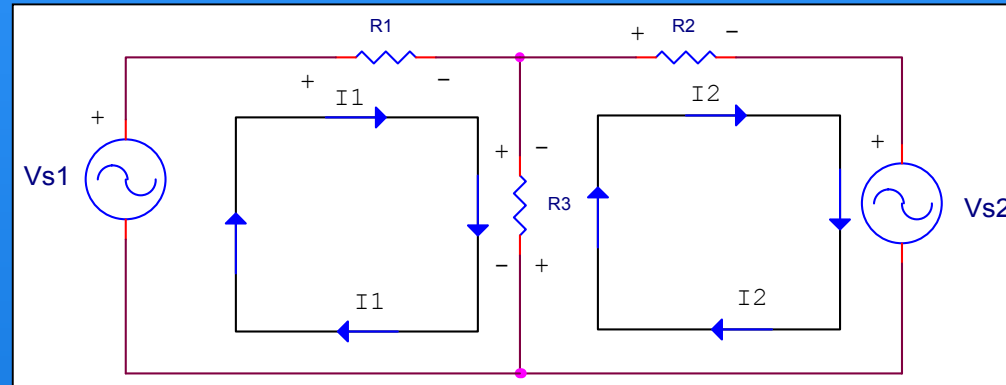 R1
R2
+ -
+ -
I1
I2
+
+
Vs1
Vs2
+ -
R3
- +
I1
I2